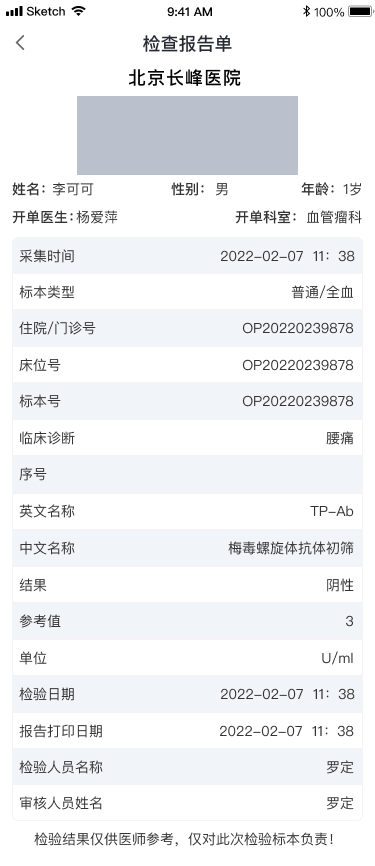 Sketch 9:41 AM 100%
检查报告单
北京长峰医院
姓名：李可可 性别：男 年龄：1岁
开单医生：杨爱萍 开单科室：血管瘤科
采集时间 2022-02-07 11：38
标本类型 普通/全血
住院/门诊号 OP20220239878
床位号 OP20220239878
标本号 OP20220239878
临床诊断 腰痛
序号
英文名称 TP-Ab
中文名称 梅毒螺旋体抗体初筛
结果 阴性
参考值 3
单位 U/ml
检验日期 2022-02-07 11：38
报告打印日期 2022-02-07 11：38
检验人员名称 罗定
审核人员姓名 罗定
检验结果仅供医师参考，仅对此次检验标本负责！